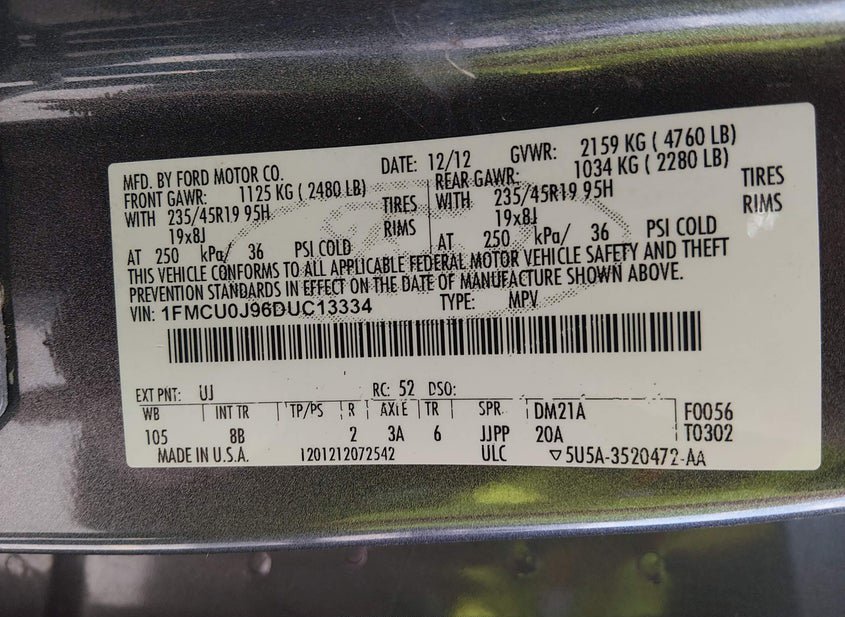 MFD. BY FORD MOTOR CO. DATE: 12/12 GVWR: 2159 KG ( 4760 LB)
FRONT GAWR: 1125 KG ( 2480 LB) REAR GAWR: 1034 KG ( 2280 LB)
WITH 235/45R19 95H TIRES WITH 235/45R19 95H TIRES
19x8J RIMS 19x8J RIMS
AT 250 kPa/ 36 PSI COLD AT 250 kPa/ 36 PSI COLD
THIS VEHICLE CONFORMS TO ALL APPLICABLE FEDERAL MOTOR VEHICLE SAFETY AND THEFT
PREVENTION STANDARDS IN EFFECT ON THE DATE OF MANUFACTURE SHOWN ABOVE.
VIN: 1FMCU0J96DUC13334 TYPE: MPV
EXT PNT: UJ RC: 52 DSO:
WB INT TR TP/PS R AXLE TR SPR DM21A F0056
105 8B 2 3A 6 JJPP 20A T0302
MADE IN U.S.A. 1201212072542 ULC ▽5U5A-3520472-AA